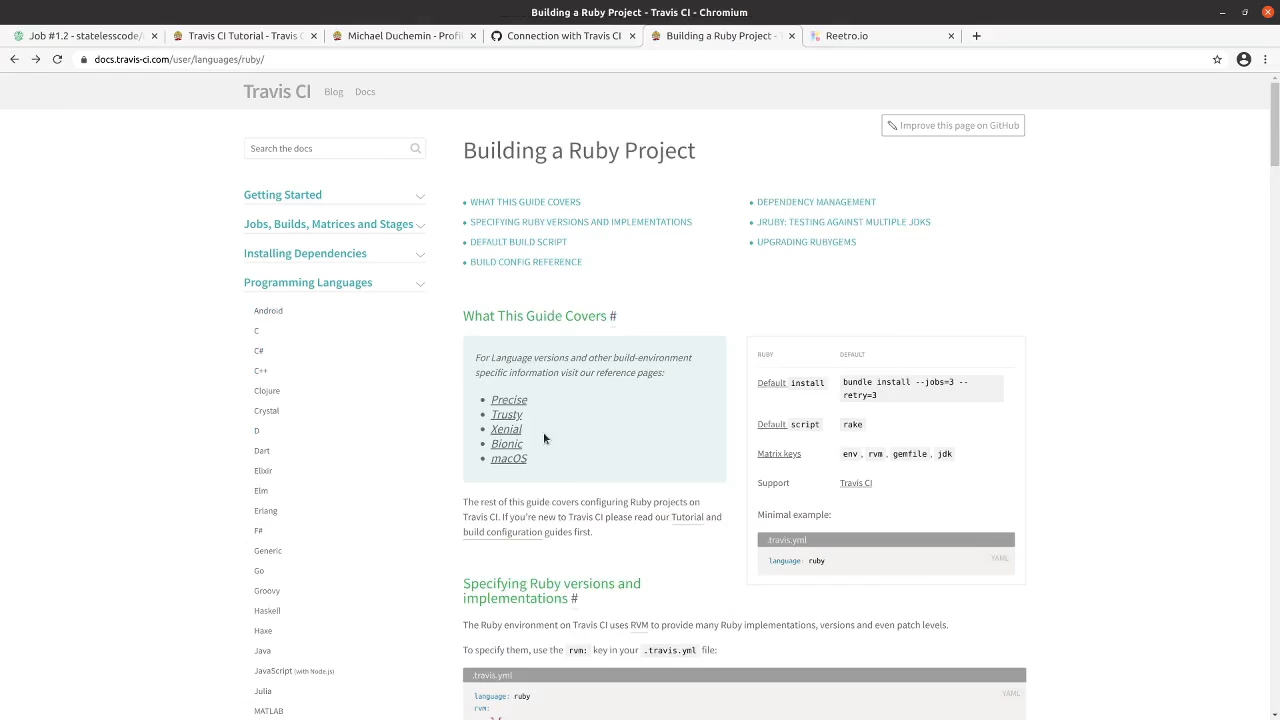 Building a Ruby Project - Travis CI - Chromium
Job #1.2 - statelesscode/
Travis CI Tutorial - Travis C
Michael Duchemin - Profil
Connection with Travis CI
Building a Ruby Project - T
Reetro.io
docs.travis-ci.com/user/languages/ruby/
Travis CI
Blog
Docs
Improve this page on GitHub
Search the docs
Getting Started
Jobs, Builds, Matrices and Stages
Installing Dependencies
Programming Languages
Android
C
C#
C++
Clojure
Crystal
D
Dart
Elixir
Elm
Erlang
F#
Generic
Go
Groovy
Haskell
Haxe
Java
JavaScript (with Node.js)
Julia
MATLAB
Building a Ruby Project
WHAT THIS GUIDE COVERS
SPECIFYING RUBY VERSIONS AND IMPLEMENTATIONS
DEFAULT BUILD SCRIPT
BUILD CONFIG REFERENCE
DEPENDENCY MANAGEMENT
JRUBY: TESTING AGAINST MULTIPLE JDKS
UPGRADING RUBYGEMS
What This Guide Covers #
For Language versions and other build-environment
specific information visit our reference pages:
Precise
Trusty
Xenial
Bionic
macOS
The rest of this guide covers configuring Ruby projects on
Travis CI. If you're new to Travis CI please read our Tutorial and
build configuration guides first.
RUBY DEFAULT
Default install bundle install --jobs=3 --
retry=3
Default script rake
Matrix keys env, rvm, gemfile, jdk
Support Travis CI
Minimal example:
.travis.yml
YAML
language: ruby
Specifying Ruby versions and
implementations #
The Ruby environment on Travis CI uses RVM to provide many Ruby implementations, versions and even patch levels.
To specify them, use the rvm: key in your .travis.yml file:
.travis.yml
YAML
language: ruby
rvm: